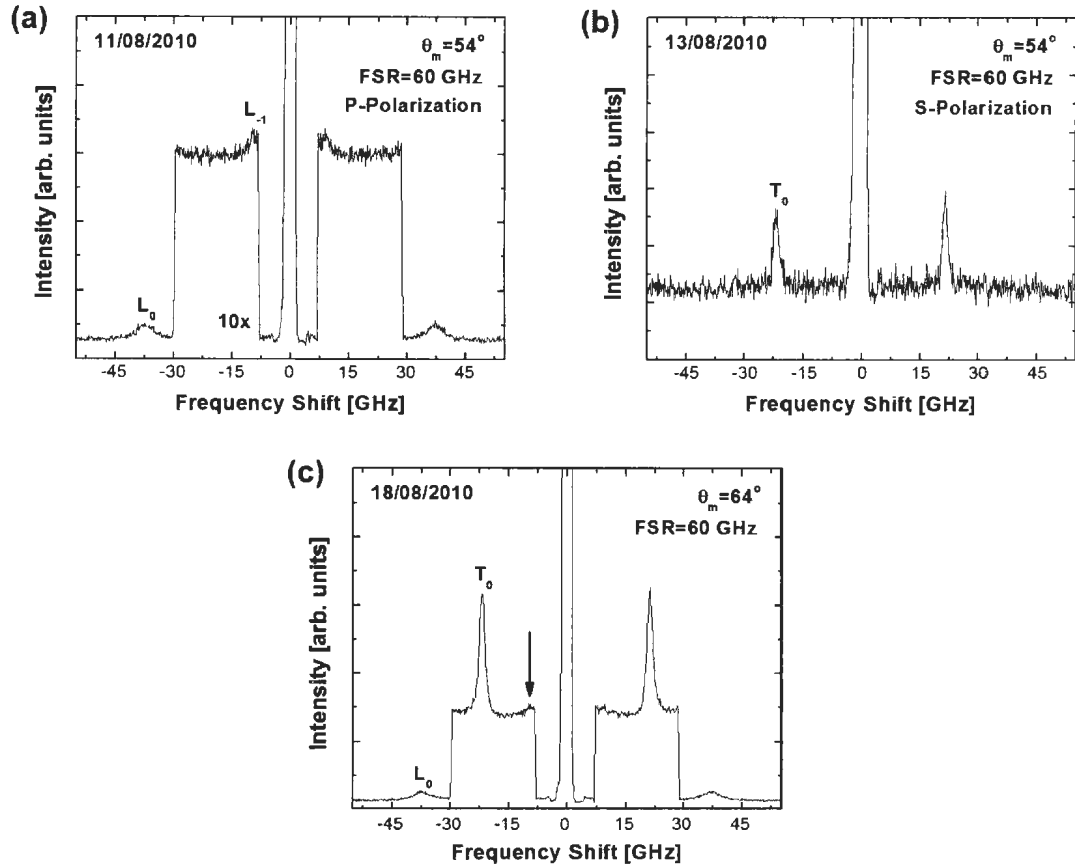 (a)
11/08/2010
θm=54°
FSR=60 GHz
P-Polarization
L-1
L0
10x
Intensity [arb. units]
-45 -30 -15 0 15 30 45
Frequency Shift [GHz]
(b)
13/08/2010
θm=54°
FSR=60 GHz
S-Polarization
T0
Intensity [arb. units]
-45 -30 -15 0 15 30 45
Frequency Shift [GHz]
(c)
18/08/2010
θm=64°
FSR=60 GHz
T0
L0
Intensity [arb. units]
-45 -30 -15 0 15 30 45
Frequency Shift [GHz]